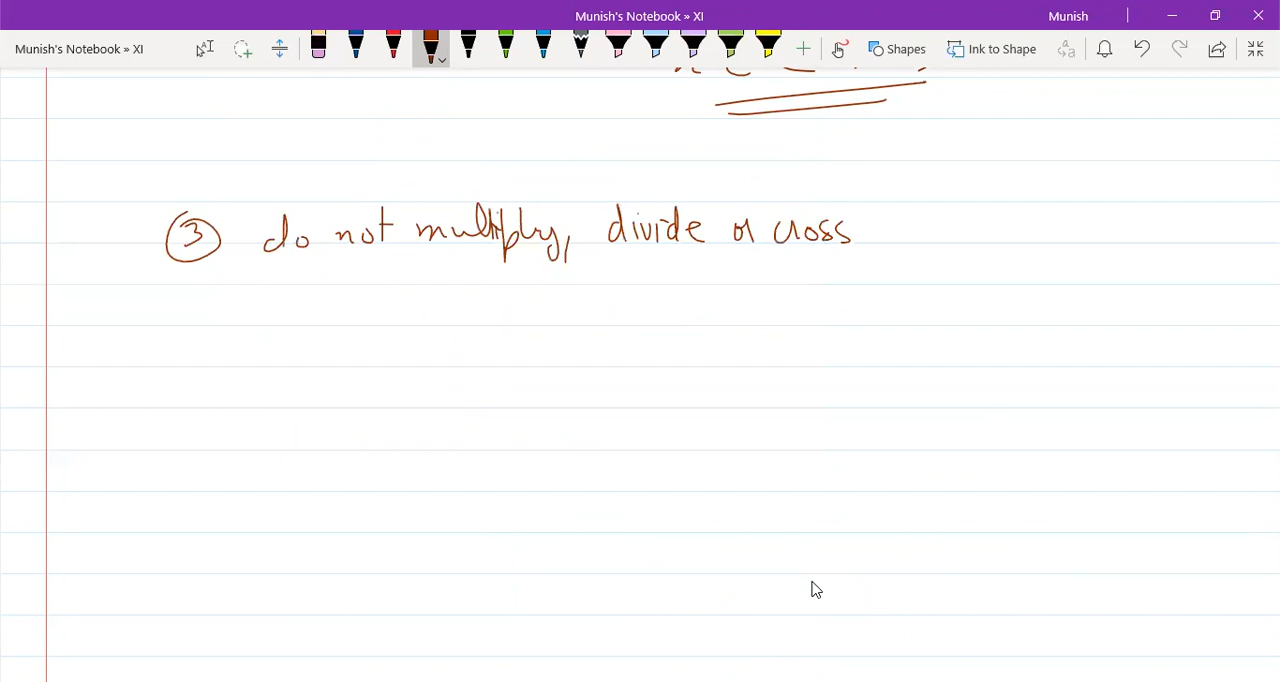 Munish's Notebook » XI
Munish
Munish's Notebook » XI
Shapes
Ink to Shape
③ do not multiply, divide or cross